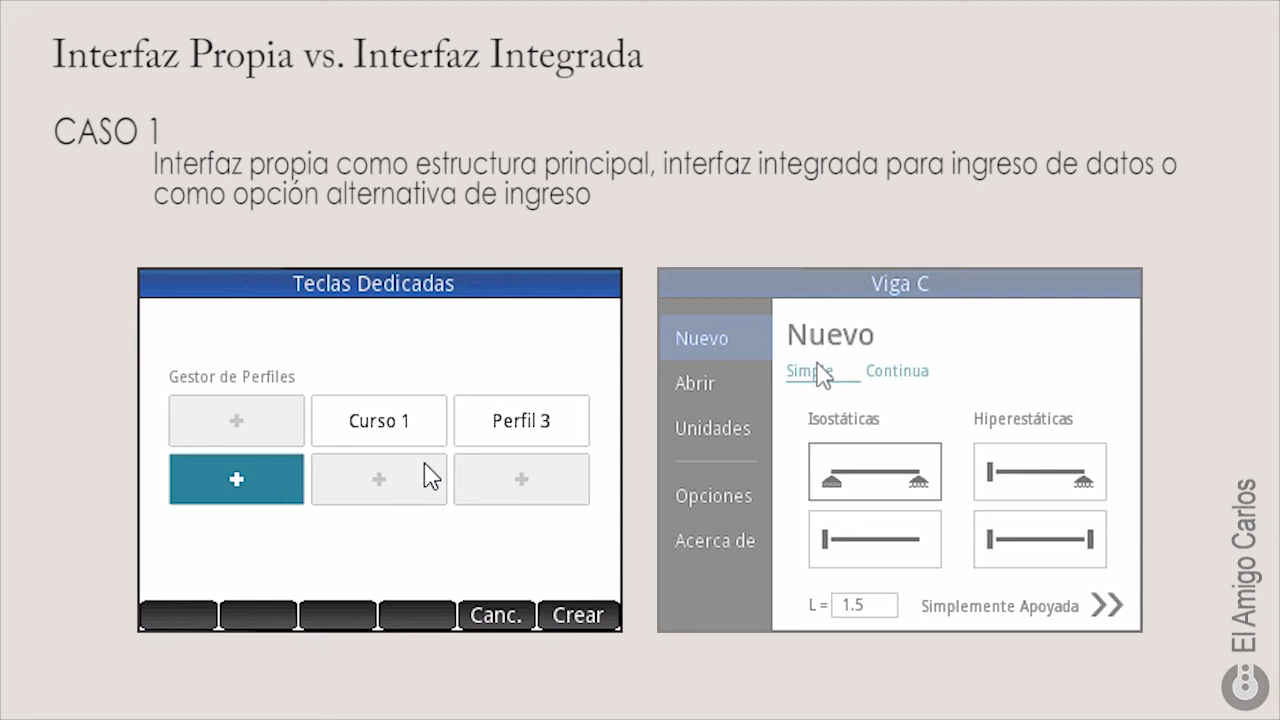 Interfaz Propia vs. Interfaz Integrada
CASO 1
Interfaz propia como estructura principal, interfaz integrada para ingreso de datos o
como opción alternativa de ingreso
Teclas Dedicadas
Gestor de Perfiles
+
Curso 1
Perfil 3
+
+
+
Canc.
Crear
Viga C
Nuevo
Abrir
Unidades
Opciones
Acerca de
Nuevo
Simple
Continua
Isostáticas
Hiperestáticas
L = 1.5
Simplemente Apoyada
El Amigo Carlos